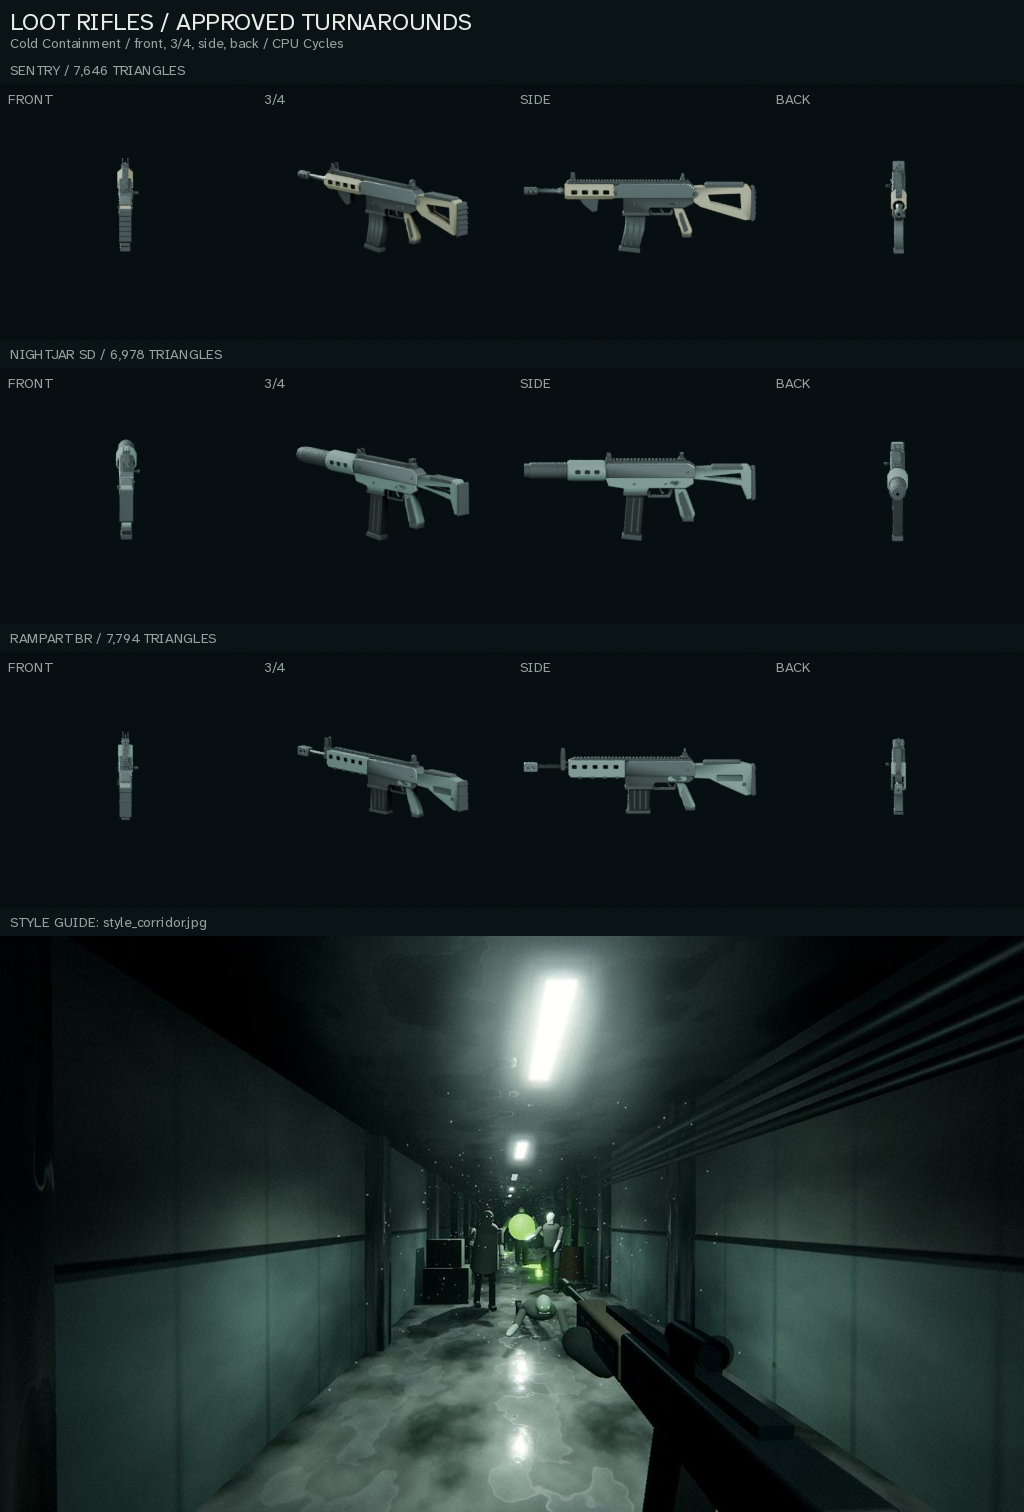 LOOT RIFLES / APPROVED TURNAROUNDS
Cold Containment / front, 3/4, side, back / CPU Cycles
SENTRY / 7,646 TRIANGLES
FRONT 3/4 SIDE BACK
NIGHTJAR SD / 6,978 TRIANGLES
FRONT 3/4 SIDE BACK
RAMPART BR / 7,794 TRIANGLES
FRONT 3/4 SIDE BACK
STYLE GUIDE: style_corridor.jpg